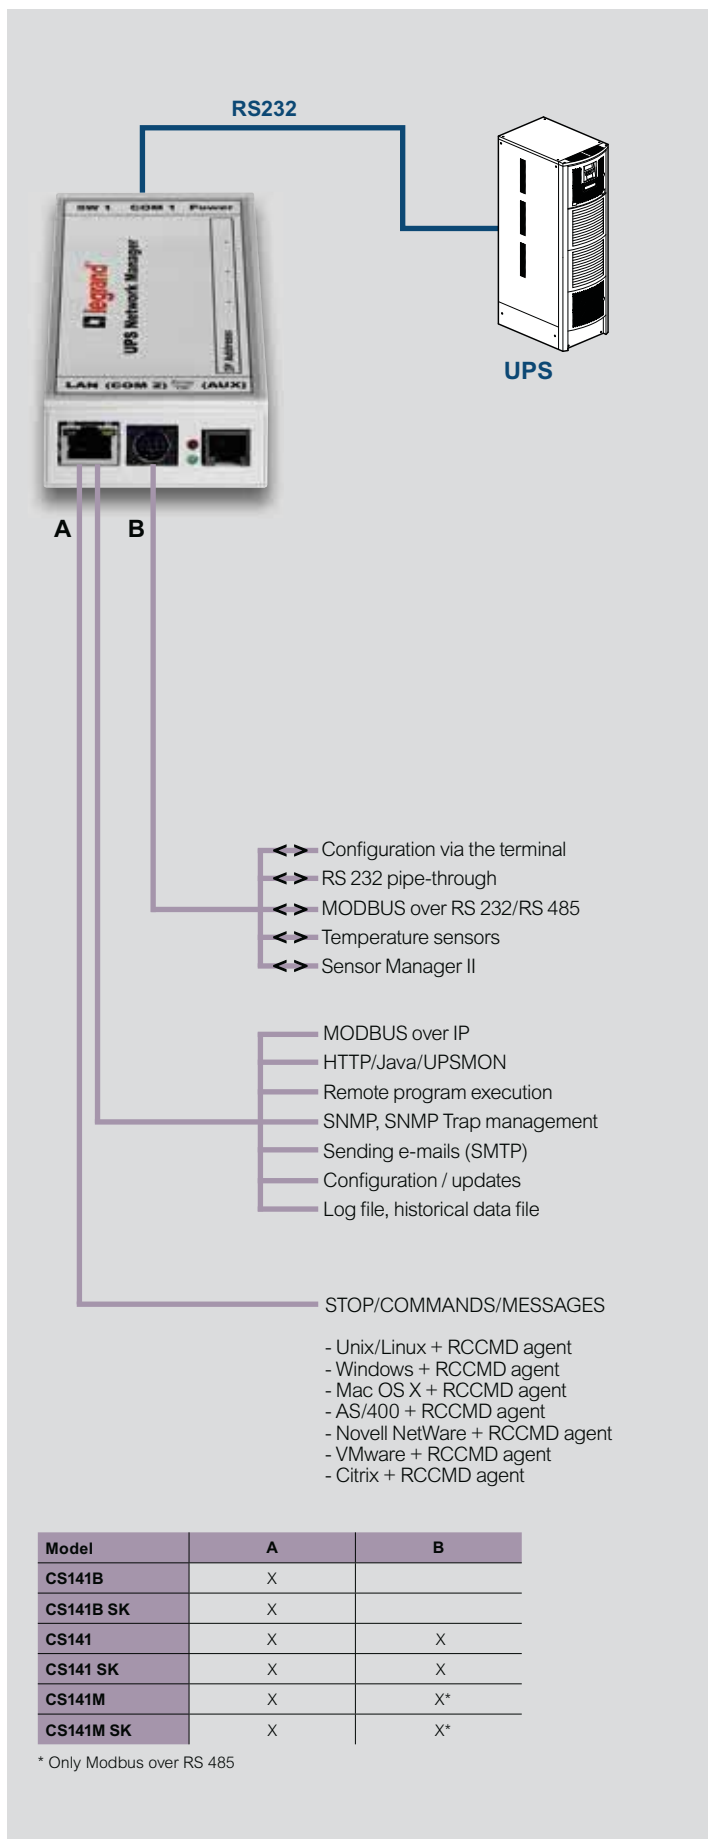 RS232
SW 1 COM 1 Power
legrand
UPS Network Manager
IP Address
LAN (COM 2) (AUX)
UPS
A B
< > Configuration via the terminal
< > RS 232 pipe-through
< > MODBUS over RS 232/RS 485
< > Temperature sensors
< > Sensor Manager II
MODBUS over IP
HTTP/Java/UPSMON
Remote program execution
SNMP, SNMP Trap management
Sending e-mails (SMTP)
Configuration / updates
Log file, historical data file
STOP/COMMANDS/MESSAGES
- Unix/Linux + RCCMD agent
- Windows + RCCMD agent
- Mac OS X + RCCMD agent
- AS/400 + RCCMD agent
- Novell NetWare + RCCMD agent
- VMware + RCCMD agent
- Citrix + RCCMD agent
Model A B
CS141B X
CS141B SK X
CS141 X X
CS141 SK X X
CS141M X X*
CS141M SK X X*
* Only Modbus over RS 485